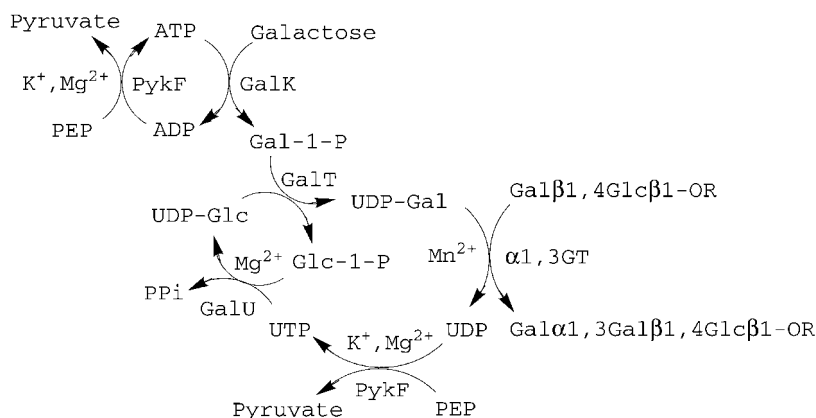 Pyruvate
ATP
Galactose
K⁺,Mg²⁺
PykF
GalK
PEP
ADP
Gal-1-P
GalT
UDP-Gal
Galβ1,4Glcβ1-OR
UDP-Glc
Mg²⁺
Glc-1-P
Mn²⁺
α1,3GT
PPi
GalU
UTP
K⁺,Mg²⁺
UDP
Galα1,3Galβ1,4Glcβ1-OR
PykF
Pyruvate
PEP